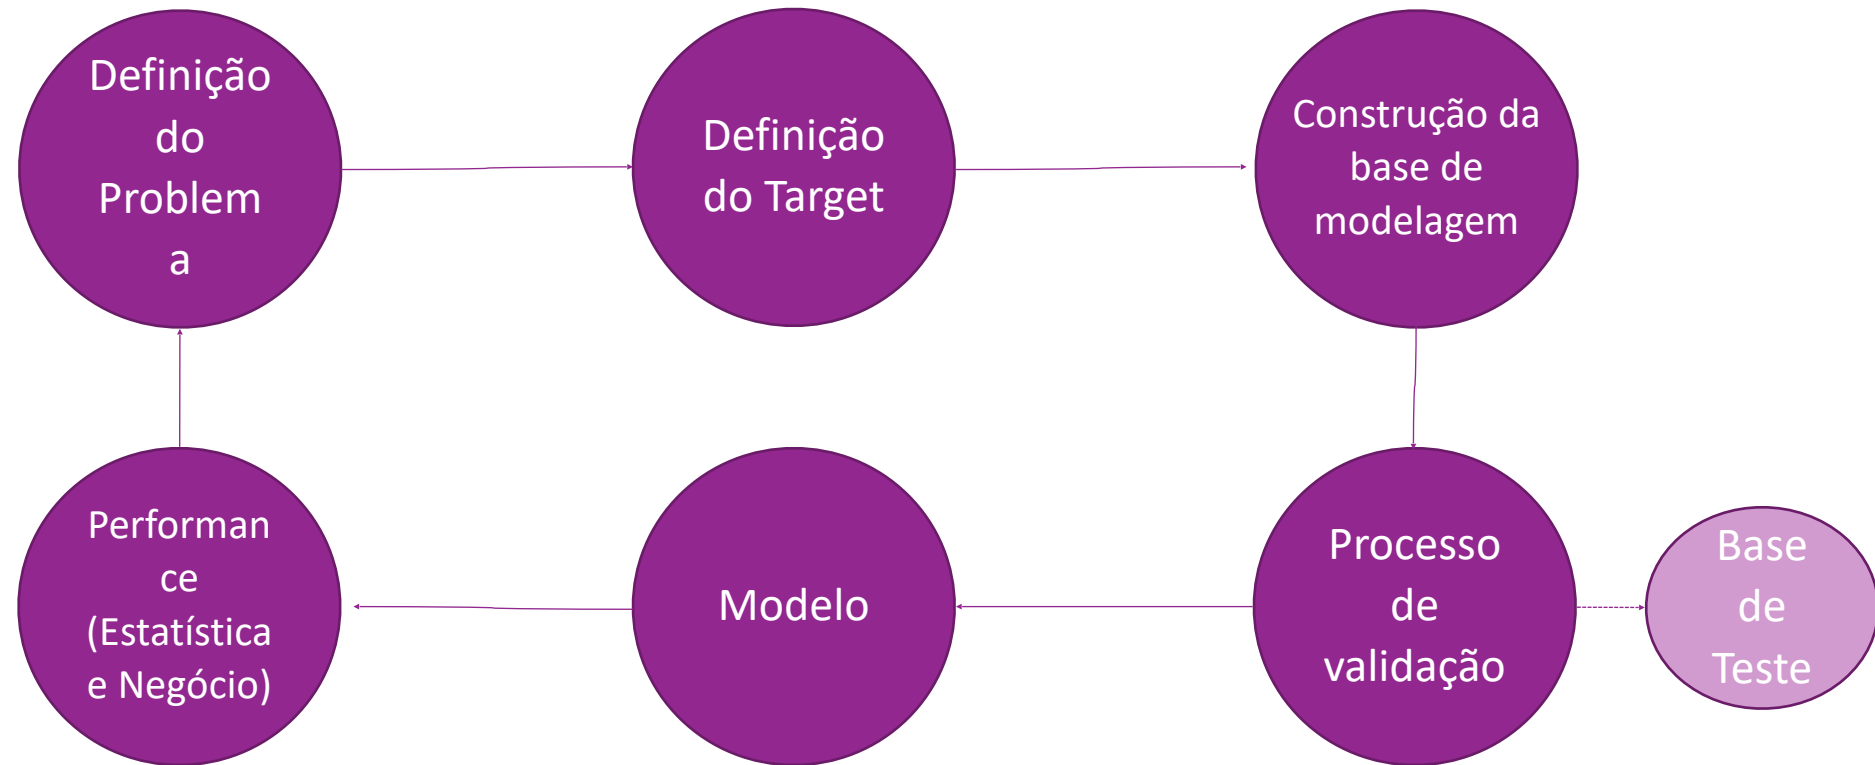 Definição
do
Problem
a
Definição
do Target
Construção da
base de
modelagem
Performan
ce
(Estatística
e Negócio)
Modelo
Processo
de
validação
Base
de
Teste